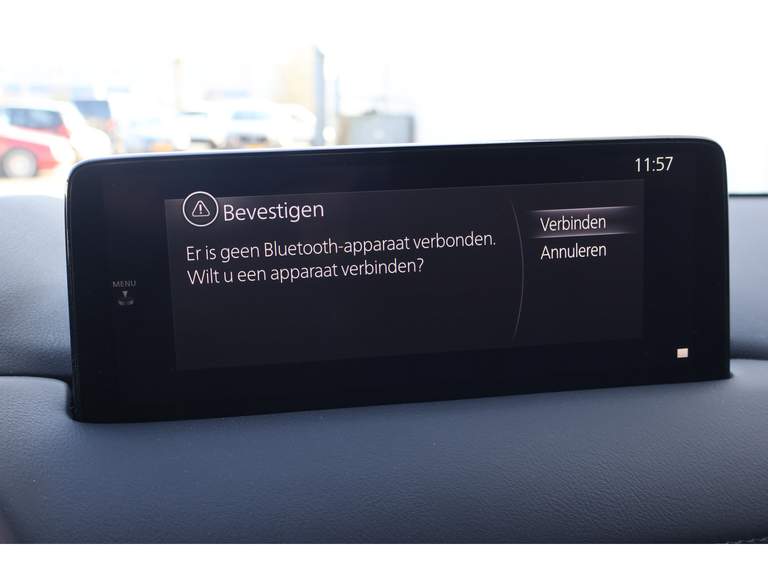 11:57
Bevestigen
Er is geen Bluetooth-apparaat verbonden.
Wilt u een apparaat verbinden?
Verbinden
Annuleren
MENU